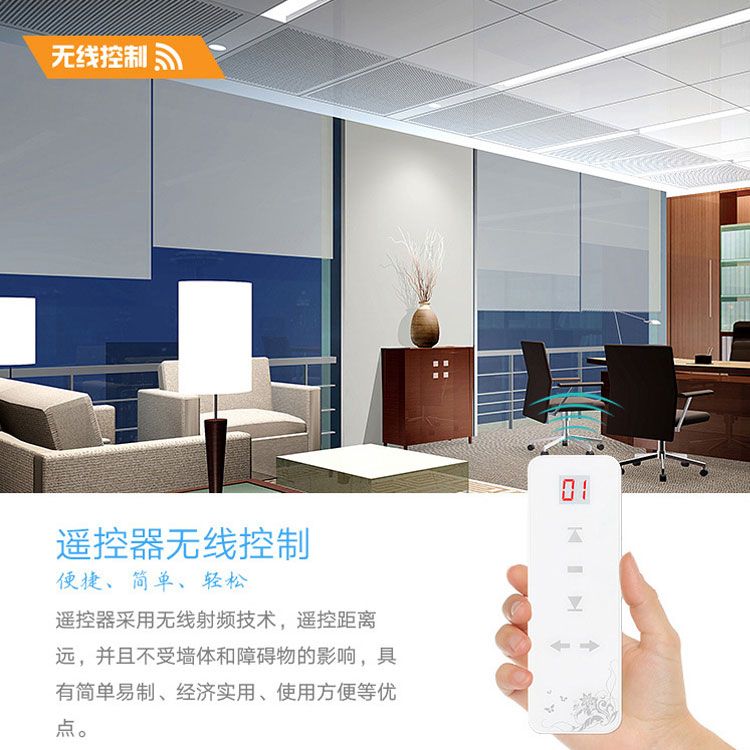 无线控制
01
遥控器无线控制
便捷、简单、轻松
遥控器采用无线射频技术，遥控距离
远，并且不受墙体和障碍物的影响，具
有简单易制、经济实用、使用方便等优
点。